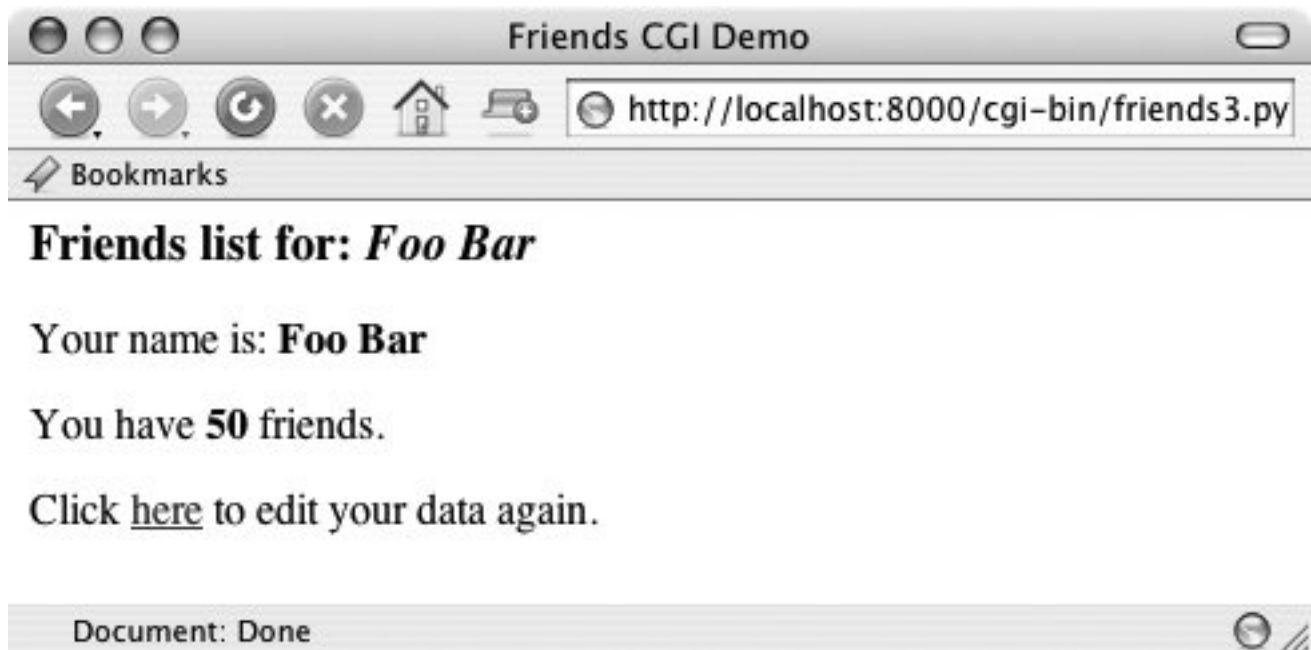 Friends CGI Demo
http://localhost:8000/cgi-bin/friends3.py
Bookmarks
Friends list for: Foo Bar
Your name is: Foo Bar
You have 50 friends.
Click here to edit your data again.
Document: Done